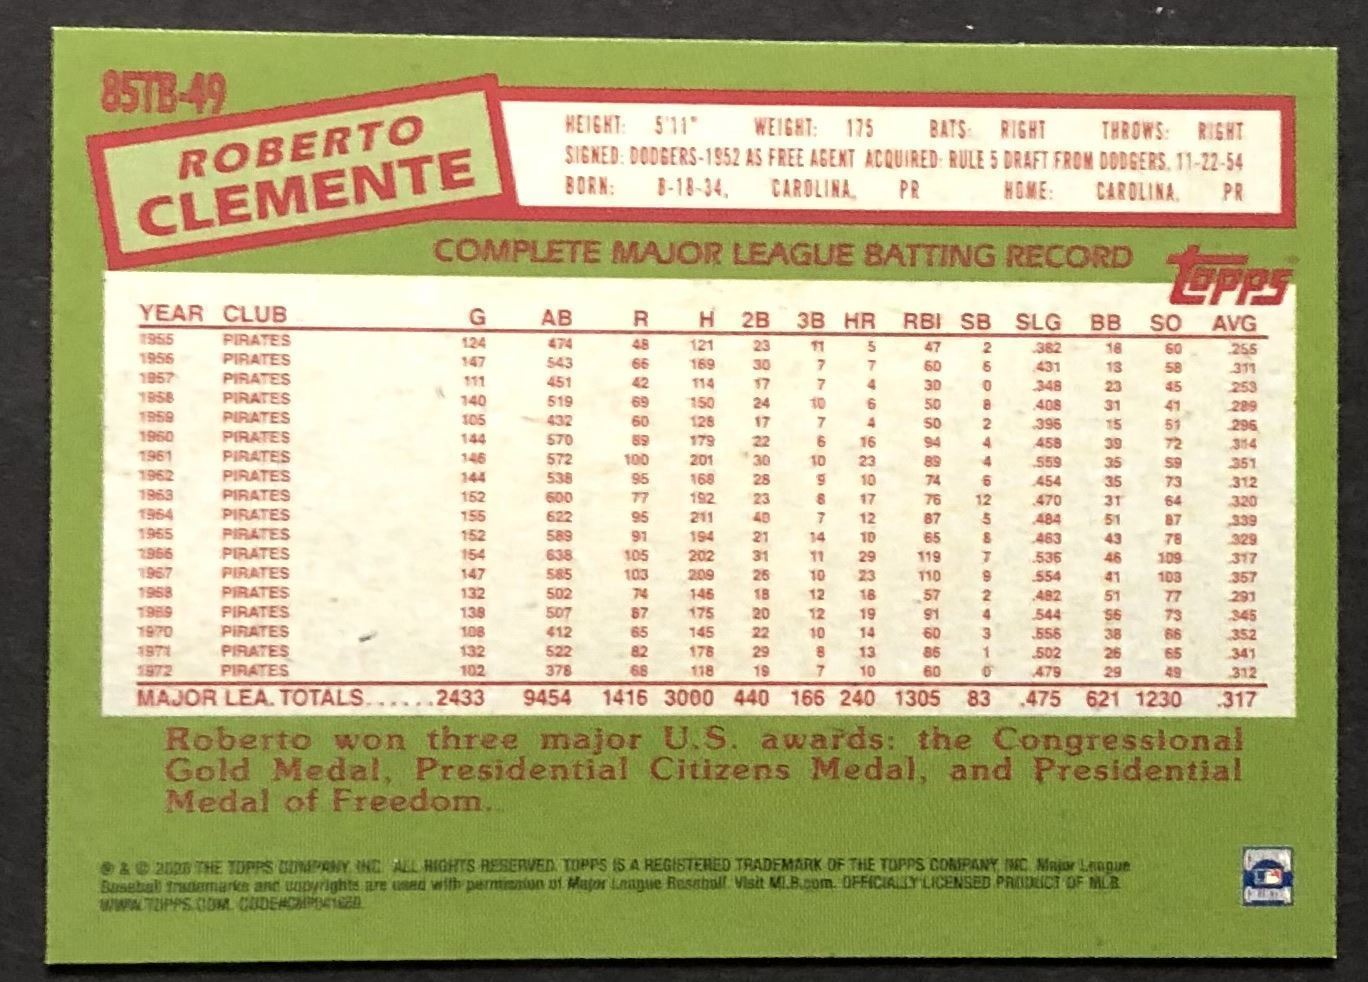 85TB-49
ROBERTO
CLEMENTE
HEIGHT: 5'11" WEIGHT: 175 BATS: RIGHT THROWS: RIGHT
SIGNED: DODGERS-1952 AS FREE AGENT ACQUIRED: RULE 5 DRAFT FROM DODGERS, 11-22-54
BORN: 8-18-34, CAROLINA, PR HOME: CAROLINA, PR
COMPLETE MAJOR LEAGUE BATTING RECORD
topps
YEAR CLUB G AB R H 2B 3B HR RBI SB SLG BB SO AVG
1955 PIRATES 124 474 48 121 23 11 5 47 2 .382 18 60 .255
1956 PIRATES 147 543 66 169 30 7 7 60 6 .431 13 58 .311
1957 PIRATES 111 451 42 114 17 7 4 30 0 .348 23 45 .253
1958 PIRATES 140 519 69 150 24 10 6 50 8 .408 31 41 .289
1959 PIRATES 105 432 60 128 17 7 4 50 2 .396 15 51 .296
1960 PIRATES 144 570 89 179 22 6 16 94 4 .458 39 72 .314
1961 PIRATES 146 572 100 201 30 10 23 89 4 .559 35 59 .351
1962 PIRATES 144 538 95 168 28 9 10 74 6 .454 35 73 .312
1963 PIRATES 152 600 77 192 23 8 17 76 12 .470 31 64 .320
1964 PIRATES 155 622 95 211 40 7 12 87 5 .484 51 87 .339
1965 PIRATES 152 589 91 194 21 14 10 65 8 .463 43 78 .329
1966 PIRATES 154 638 105 202 31 11 29 119 7 .536 46 109 .317
1967 PIRATES 147 585 103 209 26 10 23 110 9 .554 41 103 .357
1968 PIRATES 132 502 74 146 18 12 18 57 2 .482 51 77 .291
1969 PIRATES 138 507 87 175 20 12 19 91 4 .544 56 73 .345
1970 PIRATES 108 412 65 145 22 10 14 60 3 .556 38 66 .352
1971 PIRATES 132 522 82 178 29 8 13 86 1 .502 26 65 .341
1972 PIRATES 102 378 68 118 19 7 10 60 0 .479 29 49 .312
MAJOR LEA. TOTALS......2433 9454 1416 3000 440 166 240 1305 83 .475 621 1230 .317
Roberto won three major U.S. awards: the Congressional
Gold Medal, Presidential Citizens Medal, and Presidential
Medal of Freedom.
® & © 2020 THE TOPPS COMPANY, INC. ALL RIGHTS RESERVED. TOPPS IS A REGISTERED TRADEMARK OF THE TOPPS COMPANY, INC. Major League
Baseball trademarks and copyrights are used with permission of Major League Baseball. Visit MLB.com. OFFICIALLY LICENSED PRODUCT OF MLB
WWW.TOPPS.COM.